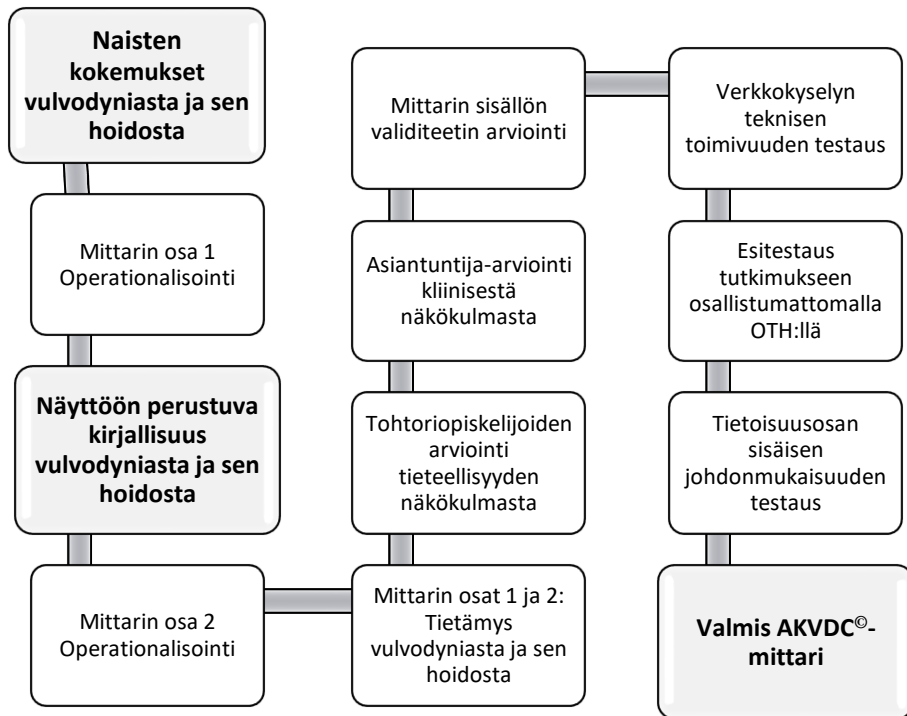 Naisten
kokemukset
vulvodyniasta ja sen
hoidosta
Mittarin osa 1
Operationalisointi
Näyttöön perustuva
kirjallisuus
vulvodyniasta ja sen
hoidosta
Mittarin osa 2
Operationalisointi
Mittarin osat 1 ja 2:
Tietämys
vulvodyniasta ja sen
hoidosta
Tohtoriopiskelijoiden
arviointi
tieteellisyyden
näkökulmasta
Asiantuntija-arviointi
kliinisestä
näkökulmasta
Mittarin sisällön
validiteetin arviointi
Verkkokyselyn
teknisen
toimivuuden testaus
Esitestaus
tutkimukseen
osallistumattomalla
OTH:llä
Tietoisuusosan
sisäisen
johdonmukaisuuden
testaus
Valmis AKVDC©-
mittari